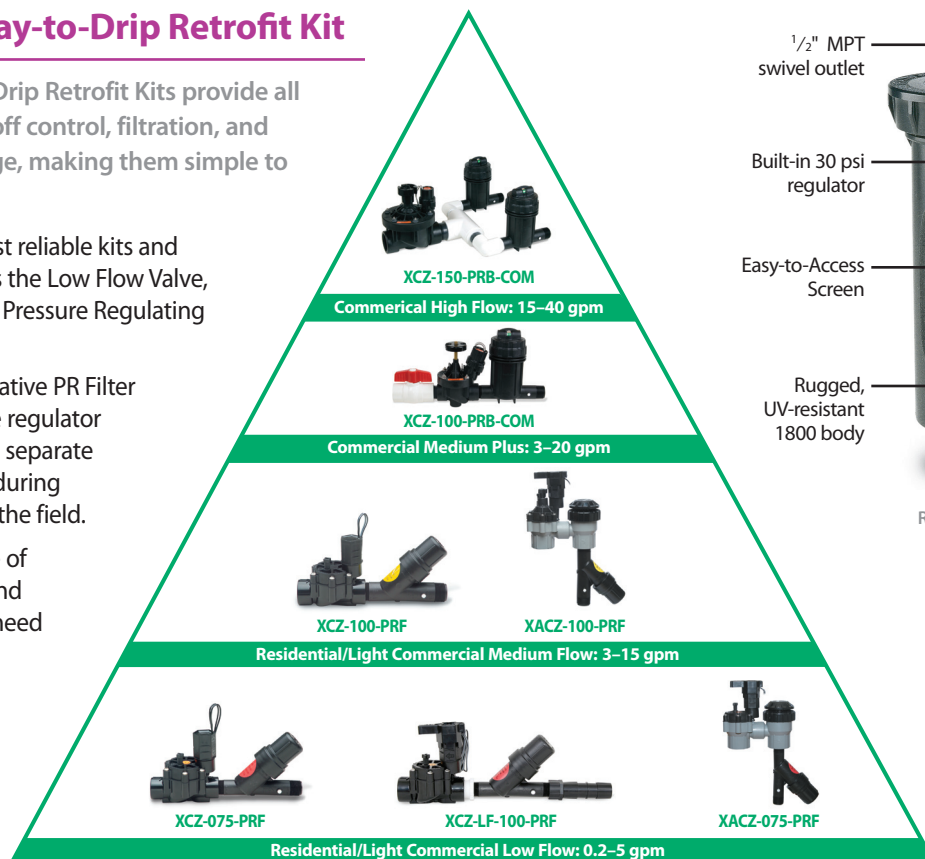 ay-to-Drip Retrofit Kit
Drip Retrofit Kits provide all
off control, filtration, and
ge, making them simple to
st reliable kits and
s the Low Flow Valve,
Pressure Regulating
ative PR Filter
e regulator
separate
during
the field.
of
nd
need
XCZ-150-PRB-COM
Commerical High Flow: 15–40 gpm
XCZ-100-PRB-COM
Commercial Medium Plus: 3–20 gpm
XCZ-100-PRF
XACZ-100-PRF
Residential/Light Commercial Medium Flow: 3–15 gpm
XCZ-075-PRF
XCZ-LF-100-PRF
XACZ-075-PRF
Residential/Light Commercial Low Flow: 0.2–5 gpm
1/2" MPT
swivel outlet
Built-in 30 psi
regulator
Easy-to-Access
Screen
Rugged,
UV-resistant
1800 body
R